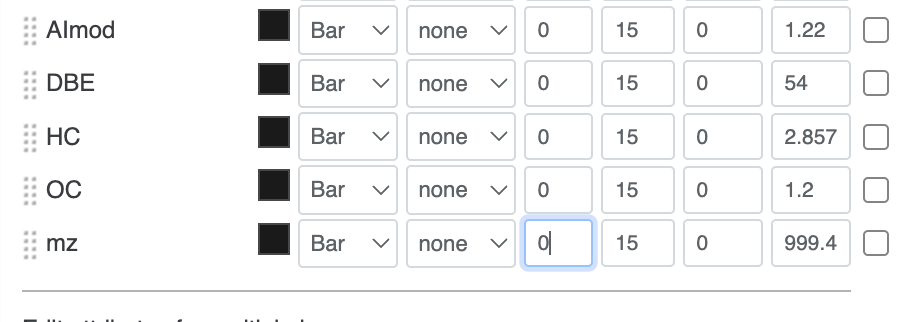 AImod Bar none 0 15 0 1.22
DBE Bar none 0 15 0 54
HC Bar none 0 15 0 2.857
OC Bar none 0 15 0 1.2
mz Bar none 0 15 0 999.4